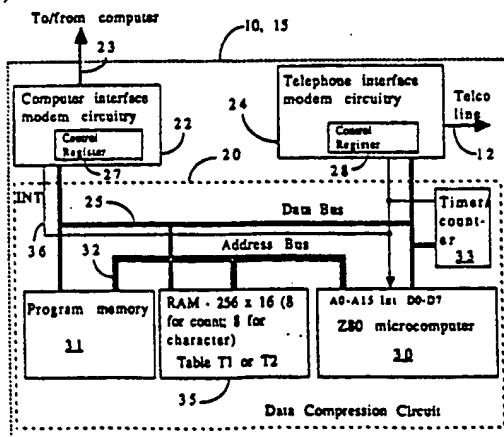 To/from computer
23
10, 15
Computer interface
modem circuitry
Control
Register
22
27
24
Telephone interface
modem circuitry
Control
Register
28
Telco
line
12
20
INT
25
Data Bus
36
32
Address Bus
Timer/
count-
er
33
Program memory
31
RAM - 256 x 16 (8
for count; 8 for
character)
Table T1 or T2
35
A0-A15 Int D0-D7
Z80 microcomputer
30
Data Compression Circuit